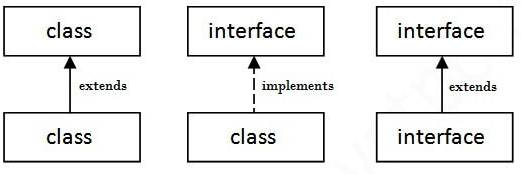 class interface interface
extends implements extends
class class interface